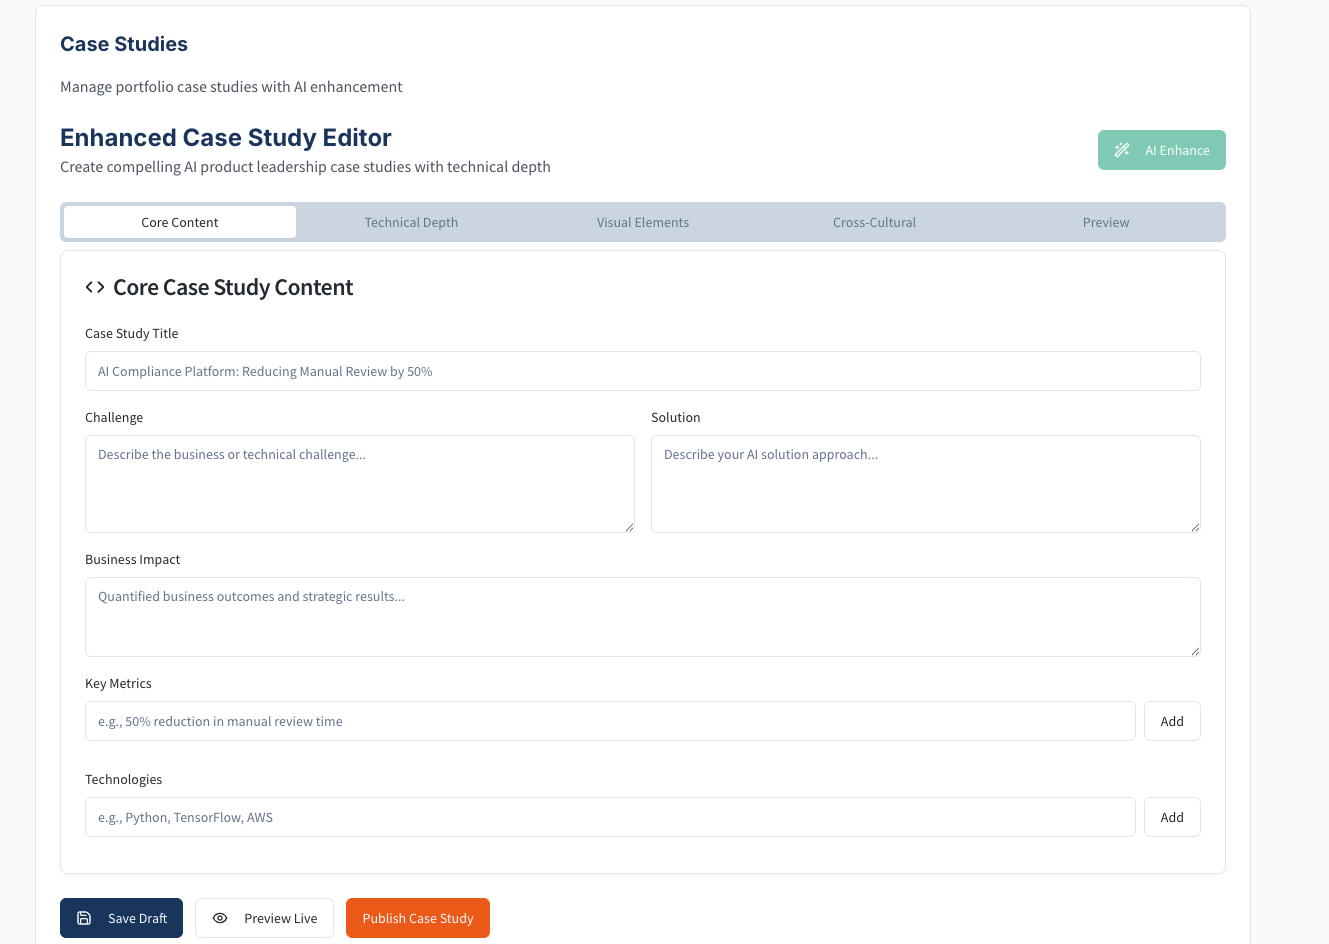 Case Studies
Manage portfolio case studies with AI enhancement
Enhanced Case Study Editor
Create compelling AI product leadership case studies with technical depth
AI Enhance
Core Content
Technical Depth
Visual Elements
Cross-Cultural
Preview
Core Case Study Content
Case Study Title
AI Compliance Platform: Reducing Manual Review by 50%
Challenge
Describe the business or technical challenge...
Solution
Describe your AI solution approach...
Business Impact
Quantified business outcomes and strategic results...
Key Metrics
e.g., 50% reduction in manual review time
Add
Technologies
e.g., Python, TensorFlow, AWS
Add
Save Draft
Preview Live
Publish Case Study